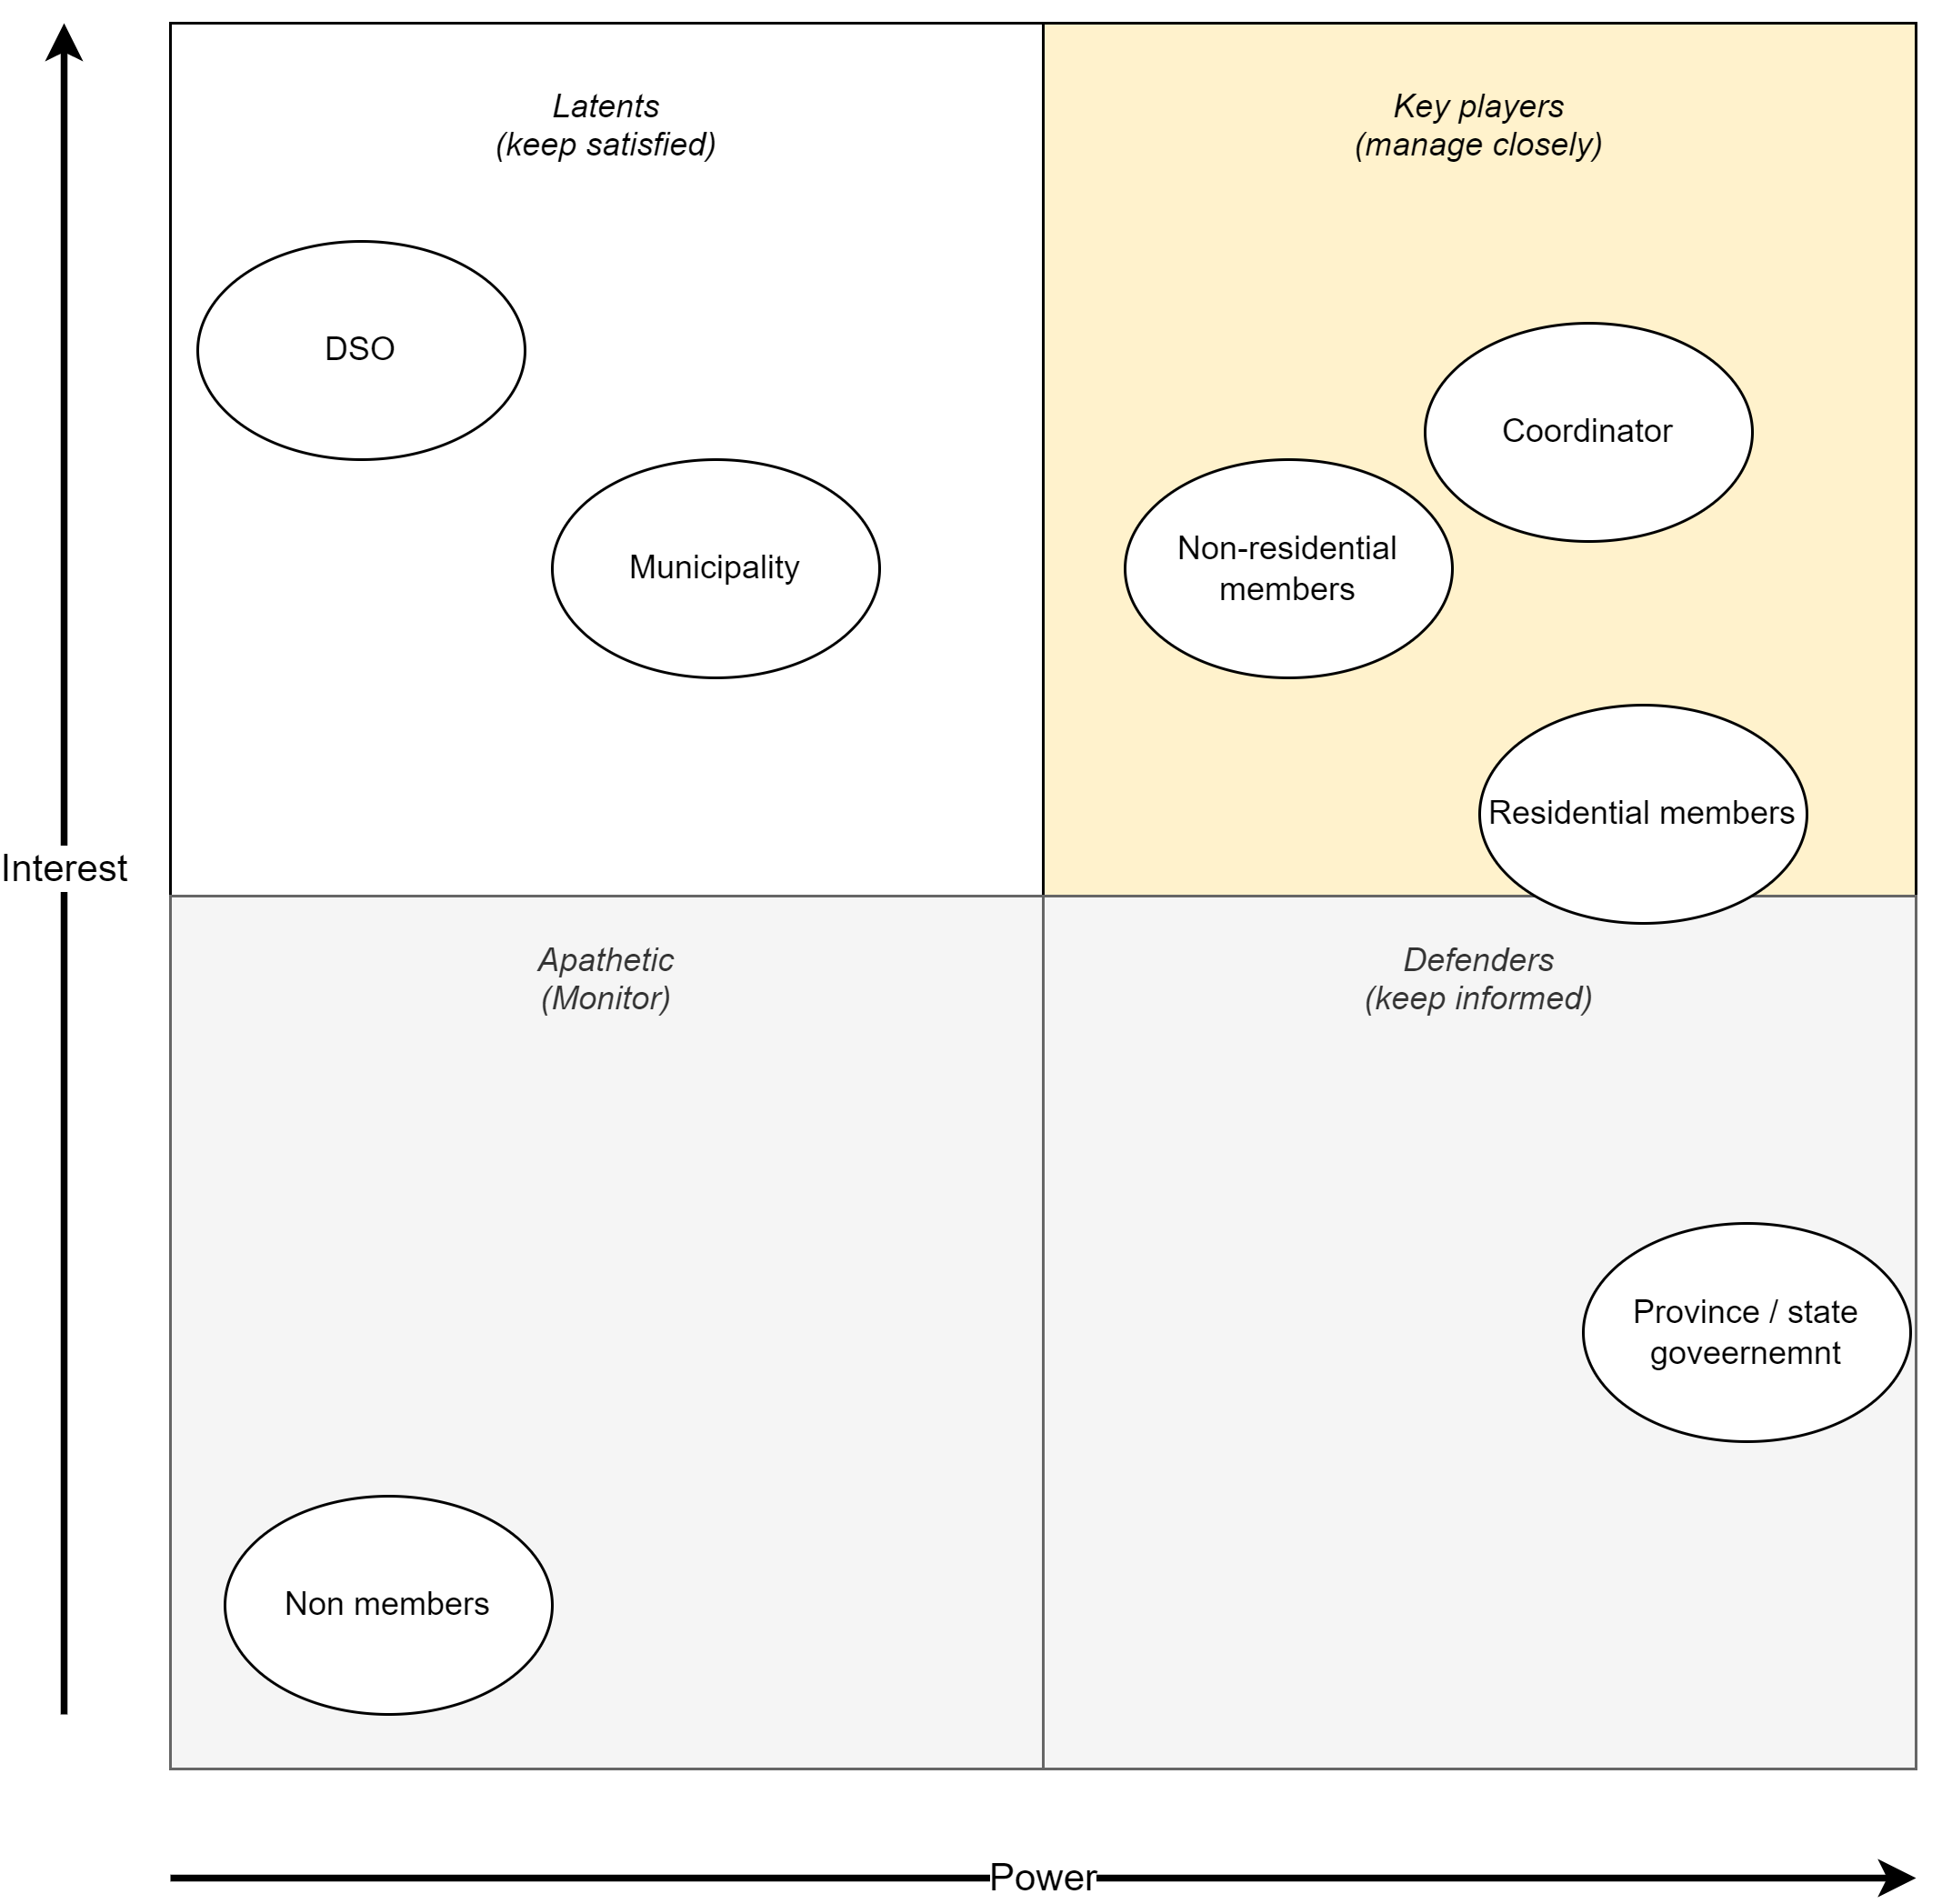 Latents
(keep satisfied)
Key players
(manage closely)
DSO
Coordinator
Municipality
Non-residential
members
Residential members
Interest
Apathetic
(Monitor)
Defenders
(keep informed)
Province / state
goveernemnt
Non members
Power